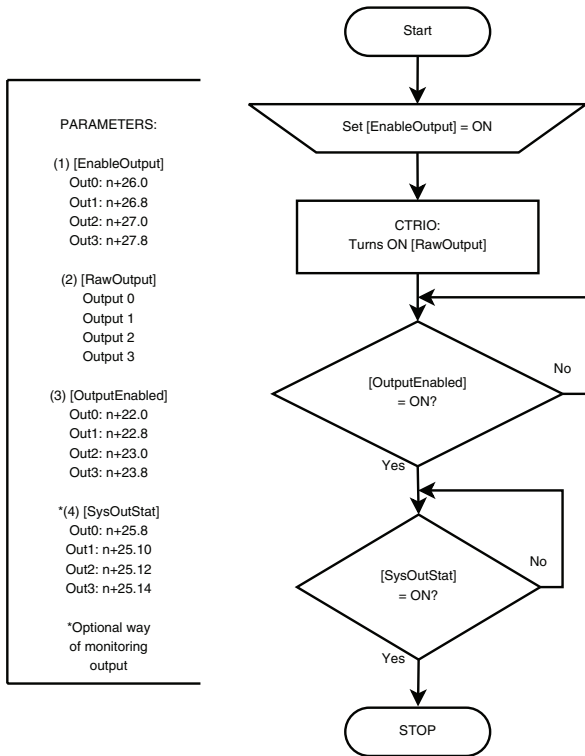 Start
Set [EnableOutput] = ON
CTRIO:
Turns ON [RawOutput]
[OutputEnabled]
= ON?
No
Yes
[SysOutStat]
= ON?
No
Yes
STOP
PARAMETERS:
(1) [EnableOutput]
Out0: n+26.0
Out1: n+26.8
Out2: n+27.0
Out3: n+27.8
(2) [RawOutput]
Output 0
Output 1
Output 2
Output 3
(3) [OutputEnabled]
Out0: n+22.0
Out1: n+22.8
Out2: n+23.0
Out3: n+23.8
*(4) [SysOutStat]
Out0: n+25.8
Out1: n+25.10
Out2: n+25.12
Out3: n+25.14
*Optional way
of monitoring
output